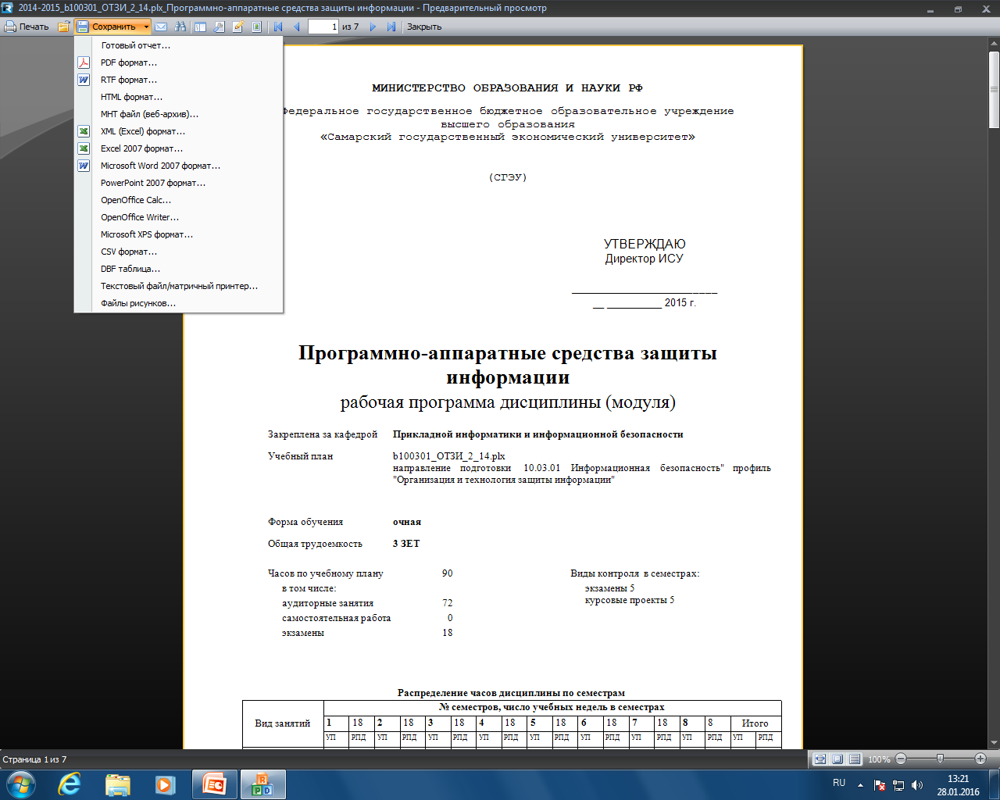 2014-2015_b100301_ОТЗИ_2_14.plx_Программно-аппаратные средства защиты информации - Предварительный просмотр
Печать Сохранить 1 из 7 Закрыть
Готовый отчет...
PDF формат...
RTF формат...
HTML формат...
MHT файл (веб-архив)...
XML (Excel) формат...
Excel 2007 формат...
Microsoft Word 2007 формат...
PowerPoint 2007 формат...
OpenOffice Calc...
OpenOffice Writer...
Microsoft XPS формат...
CSV формат...
DBF таблица...
Текстовый файл/матричный принтер...
Файлы рисунков...
МИНИСТЕРСТВО ОБРАЗОВАНИЯ И НАУКИ РФ
Федеральное государственное бюджетное образовательное учреждение
высшего образования
«Самарский государственный экономический университет»
(СГЭУ)
УТВЕРЖДАЮ
Директор ИСУ
__ __________ 2015 г.
Программно-аппаратные средства защиты
информации
рабочая программа дисциплины (модуля)
Закреплена за кафедрой Прикладной информатики и информационной безопасности
Учебный план b100301_ОТЗИ_2_14.plx
направление подготовки 10.03.01 Информационная безопасность" профиль
"Организация и технология защиты информации"
Форма обучения очная
Общая трудоемкость 3 ЗЕТ
Часов по учебному плану 90 Виды контроля в семестрах:
в том числе: экзамены 5
аудиторные занятия 72 курсовые проекты 5
самостоятельная работа 0
экзамены 18
Распределение часов дисциплины по семестрам
№ семестров, число учебных недель в семестрах
Вид занятий 1 18 2 18 3 18 4 18 5 18 6 18 7 18 8 8 Итого
УП РПД УП РПД УП РПД УП РПД УП РПД УП РПД УП РПД УП РПД УП РПД
Страница 1 из 7 100%
RU 13:21
28.01.2016